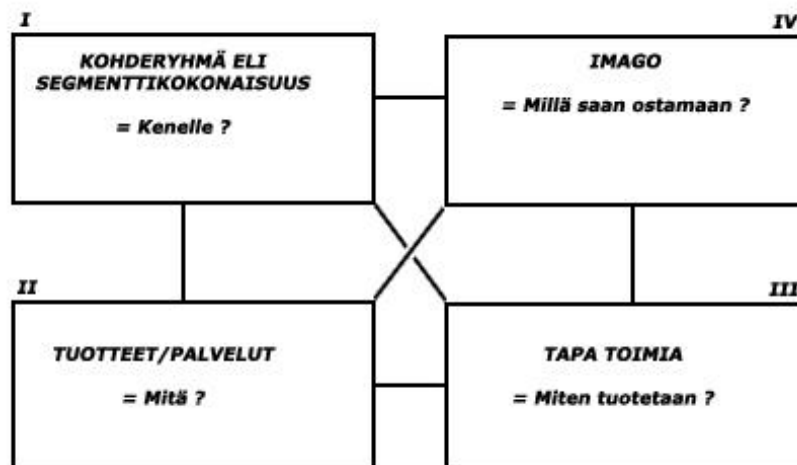 I
KOHDERYHMÄ ELI
SEGMENTTIKOKONAISUUS
= Kenelle ?
IV
IMAGO
= Millä saan ostamaan ?
II
TUOTTEET/PALVELUT
= Mitä ?
III
TAPA TOIMIA
= Miten tuotetaan ?